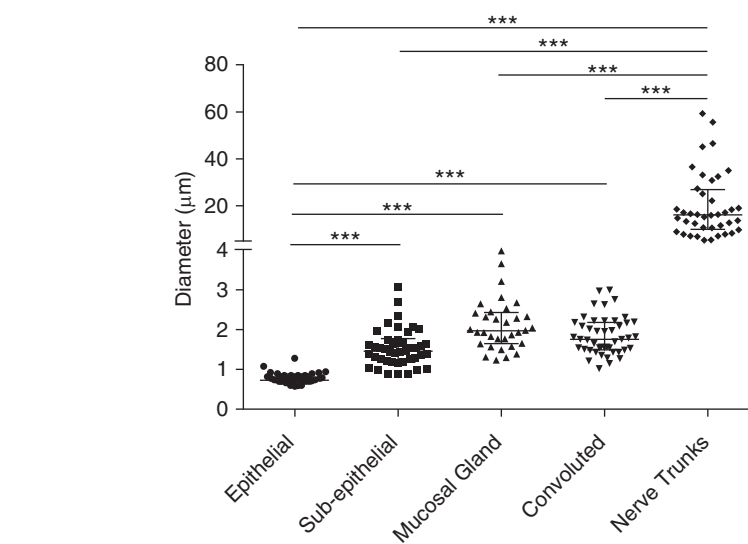 ***
***
***
***
***
***
***
80
60
40
20
4
3
2
1
0
Diameter (μm)
Epithelial
Sub-epithelial
Mucosal Gland
Convoluted
Nerve Trunks